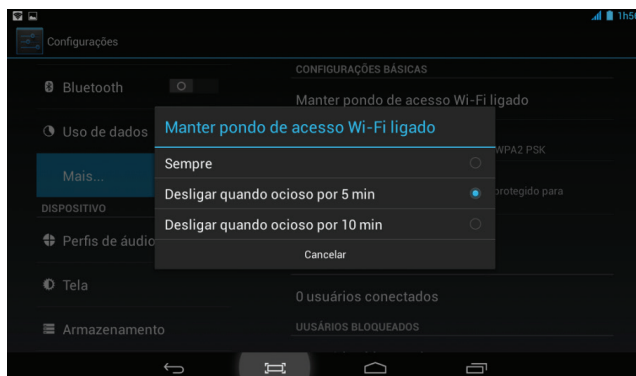 1h50
Configurações
CONFIGURAÇÕES BÁSICAS
Bluetooth
Manter pondo de acesso Wi-Fi ligado
Uso de dados
Manter pondo de acesso Wi-Fi ligado
WPA2 PSK
Mais...
Sempre
protegido para
Desligar quando ocioso por 5 min
DISPOSITIVO
Desligar quando ocioso por 10 min
Perfis de áudio
Cancelar
Tela
0 usuários conectados
Armazenamento
UUSÁRIOS BLOQUEADOS